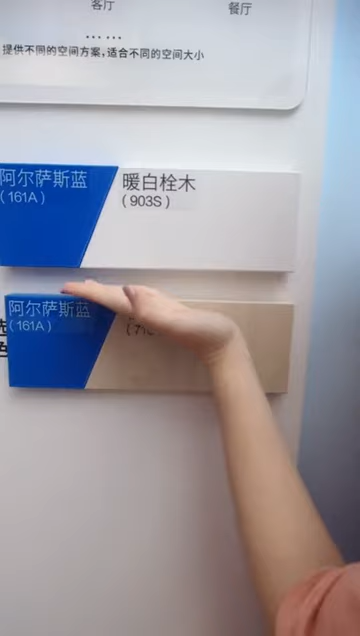 客厅
餐厅
……
提供不同的空间方案,适合不同的空间大小
阿尔萨斯蓝
(161A)
暖白栓木
(903S)
阿尔萨斯蓝
(161A)
色